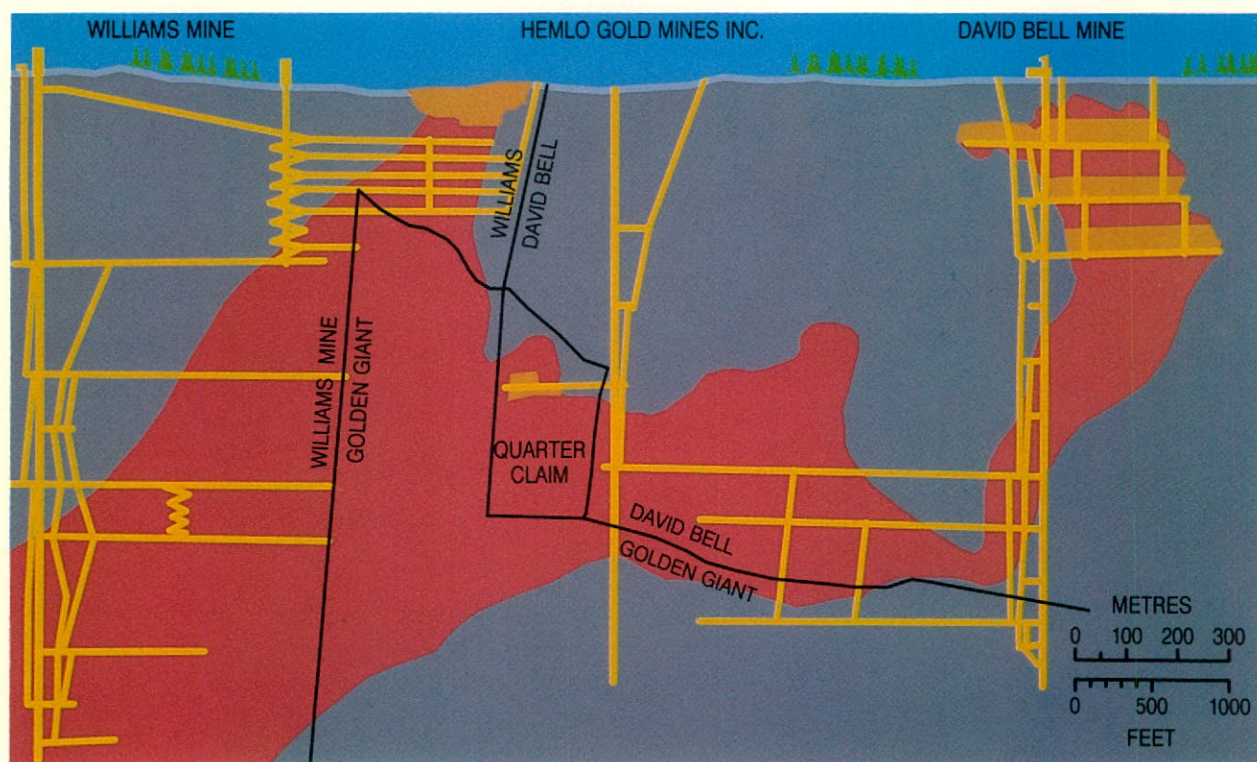 WILLIAMS MINE
HEMLO GOLD MINES INC.
DAVID BELL MINE
WILLIAMS
DAVID BELL
WILLIAMS MINE
GOLDEN GIANT
QUARTER
CLAIM
DAVID BELL
GOLDEN GIANT
METRES
0 100 200 300
0 500 1000
FEET